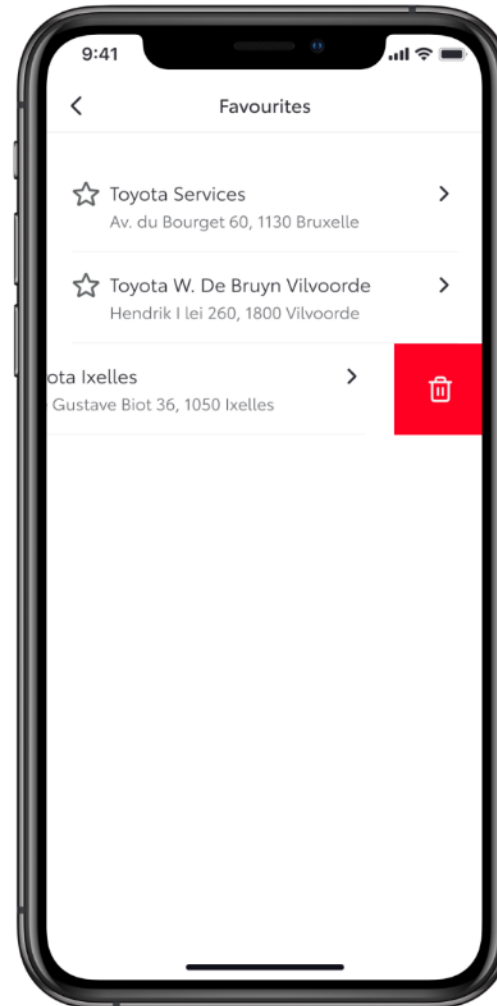 9:41
Favourites
Toyota Services
Av. du Bourget 60, 1130 Bruxelle
Toyota W. De Bruyn Vilvoorde
Hendrik I lei 260, 1800 Vilvoorde
ota Ixelles
Gustave Biot 36, 1050 Ixelles